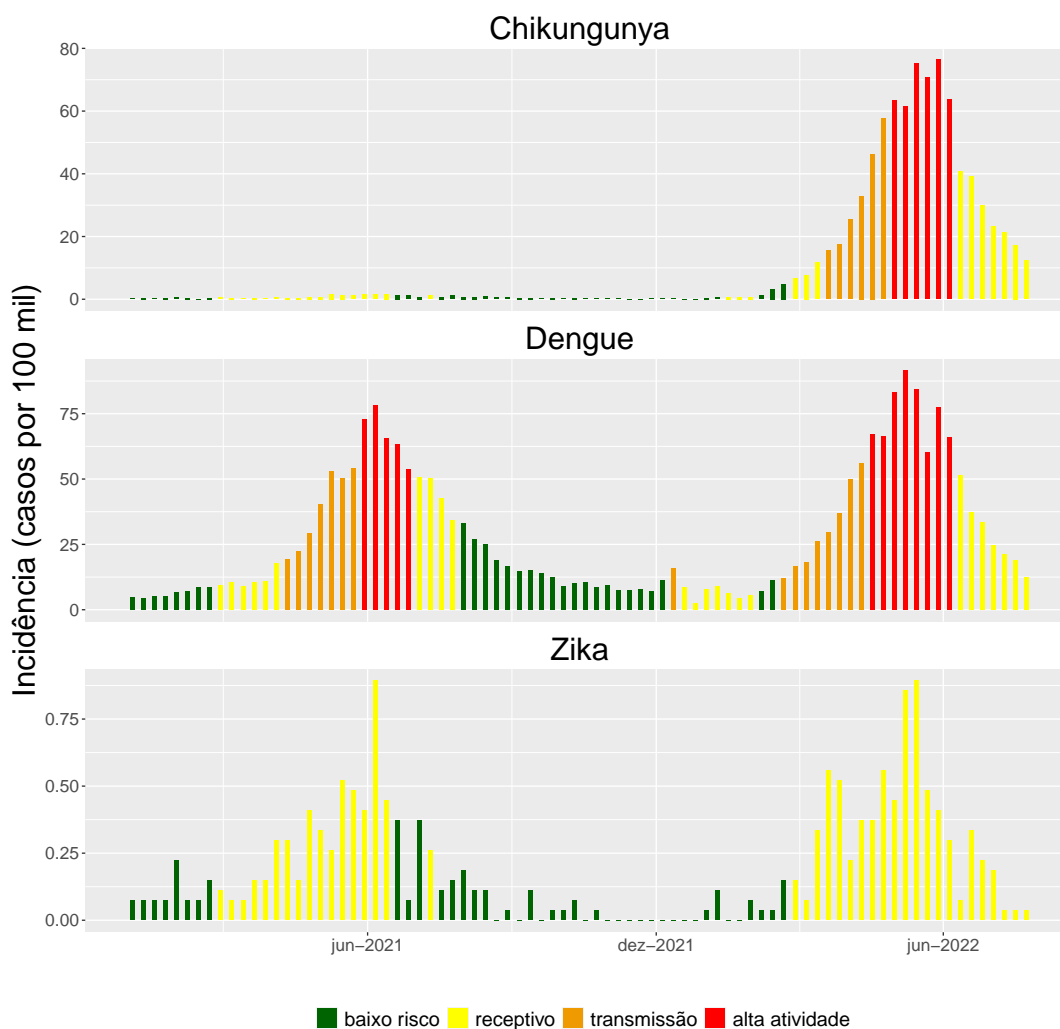 Chikungunya
80
60
40
20
0
Dengue
75
50
25
0
Incidência (casos por 100 mil)
Zika
0.75
0.50
0.25
0.00
jun−2021 dez−2021 jun−2022
baixo risco receptivo transmissão alta atividade